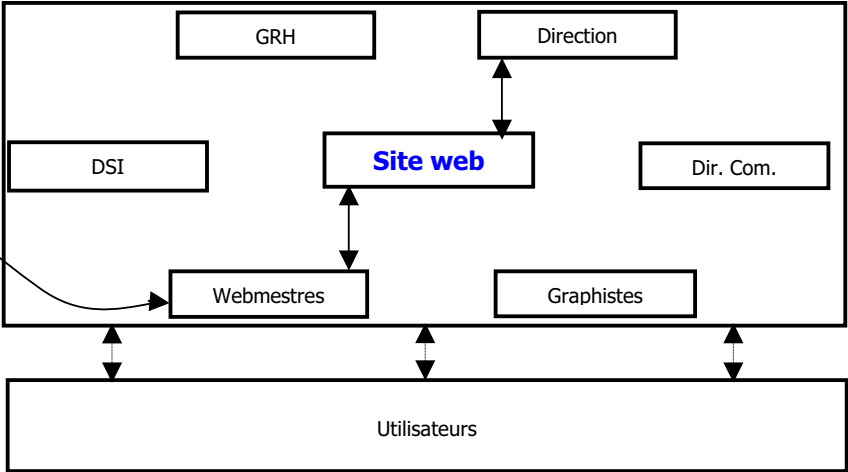 GRH
Direction
DSI
Site web
Dir. Com.
Webmestres
Graphistes
Utilisateurs